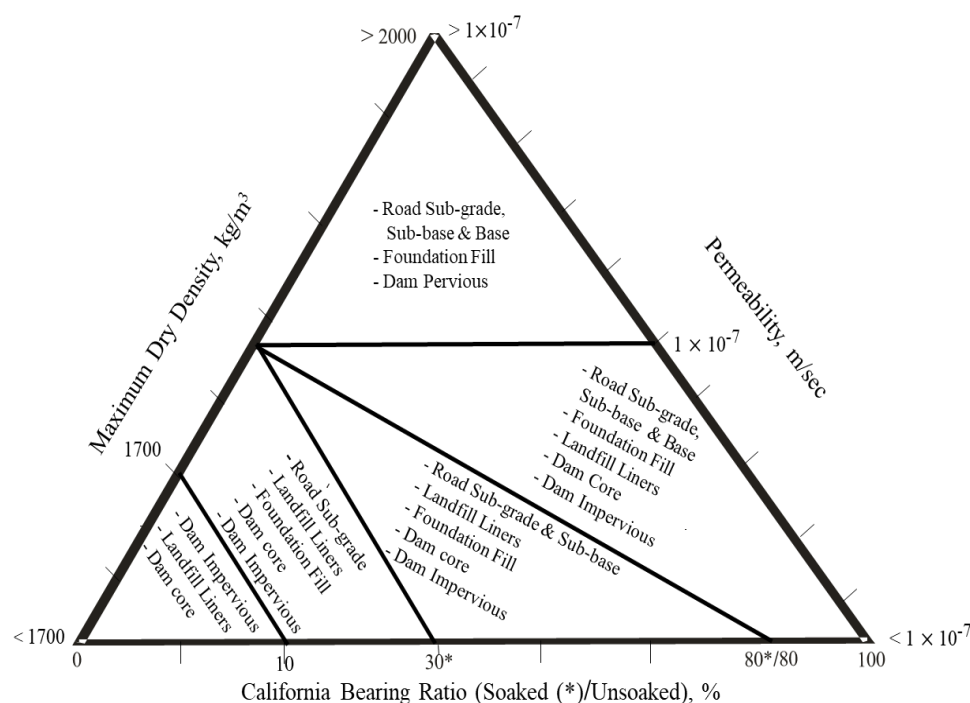 > 2000
> 1×10⁻⁷
Maximum Dry Density, kg/m³
Permeability, m/sec
- Road Sub-grade,
Sub-base & Base
- Foundation Fill
- Dam Pervious
1 × 10⁻⁷
- Road Sub-grade,
Sub-base & Base
- Foundation Fill
- Landfill Liners
- Dam Core
- Dam Impervious
1700
- Road Sub-grade & Sub-base
- Landfill Liners
- Foundation Fill
- Dam core
- Dam Impervious
- Road Sub-grade
- Landfill Liners
- Foundation Fill
- Dam core
- Dam Impervious
- Dam Impervious
- Landfill Liners
- Dam core
< 1700
< 1 × 10⁻⁷
0
10
30*
80*/80
100
California Bearing Ratio (Soaked (*)/Unsoaked), %